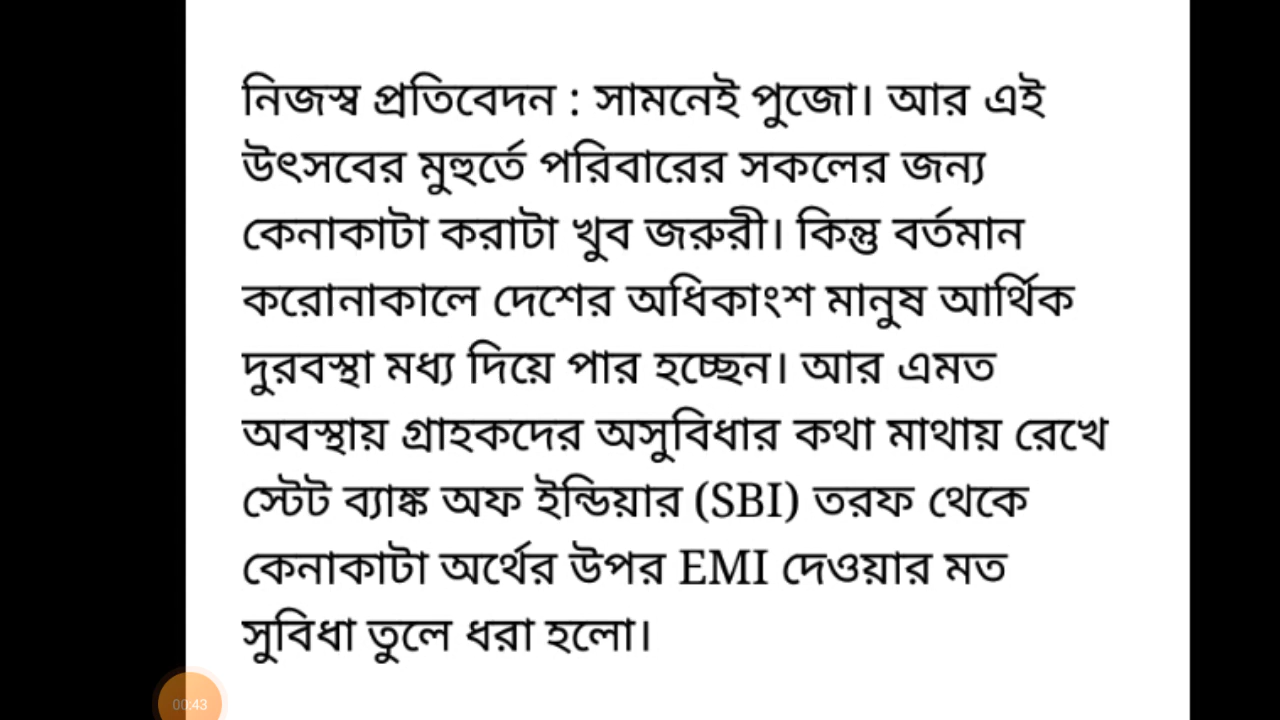 নিজস্ব প্রতিবেদন : সামনেই পুজো। আর এই
উৎসবের মুহুর্তে পরিবারের সকলের জন্য
কেনাকাটা করাটা খুব জরুরী। কিন্তু বর্তমান
করোনাকালে দেশের অধিকাংশ মানুষ আর্থিক
দুরবস্থা মধ্য দিয়ে পার হচ্ছেন। আর এমত
অবস্থায় গ্রাহকদের অসুবিধার কথা মাথায় রেখে
স্টেট ব্যাঙ্ক অফ ইন্ডিয়ার (SBI) তরফ থেকে
কেনাকাটা অর্থের উপর EMI দেওয়ার মত
সুবিধা তুলে ধরা হলো।
00:43